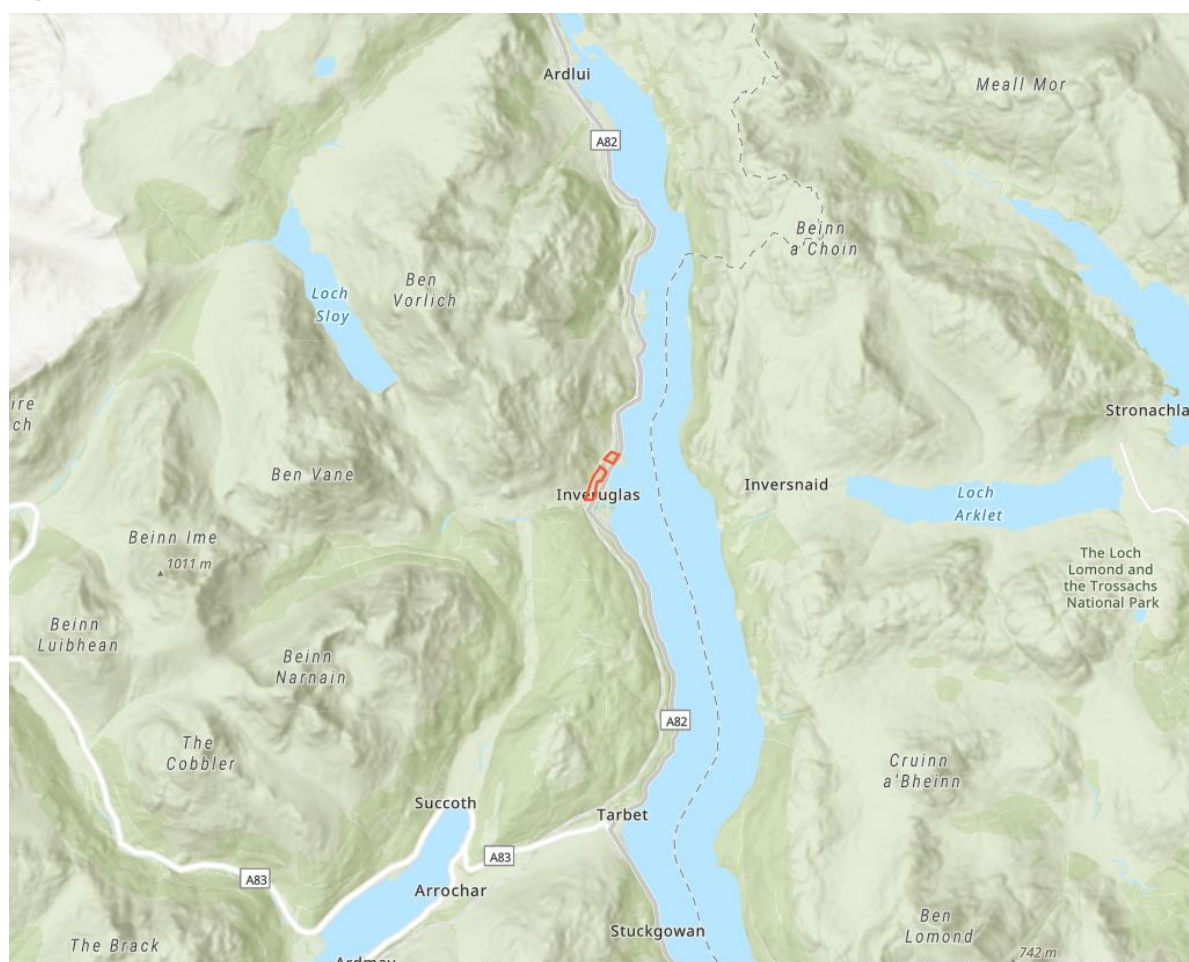 Ardlui
Meall Mor
A82
Beinn
a'Choin
Ben
Vorlich
Loch
Sloy
ire
ch
Stronachla
Ben Vane
Inversnaid
Inveruglas
Loch
Arklet
Beinn Ime
1011 m
The Loch
Lomond and
the Trossachs
National Park
Beinn
Luibhean
Beinn
Narnain
A82
The
Cobbler
Cruinn
a'Bheinn
Succoth
Tarbet
A83
A83
Arrochar
Ben
Lomond
Stuckgowan
The Brack
742 m
Ardmay